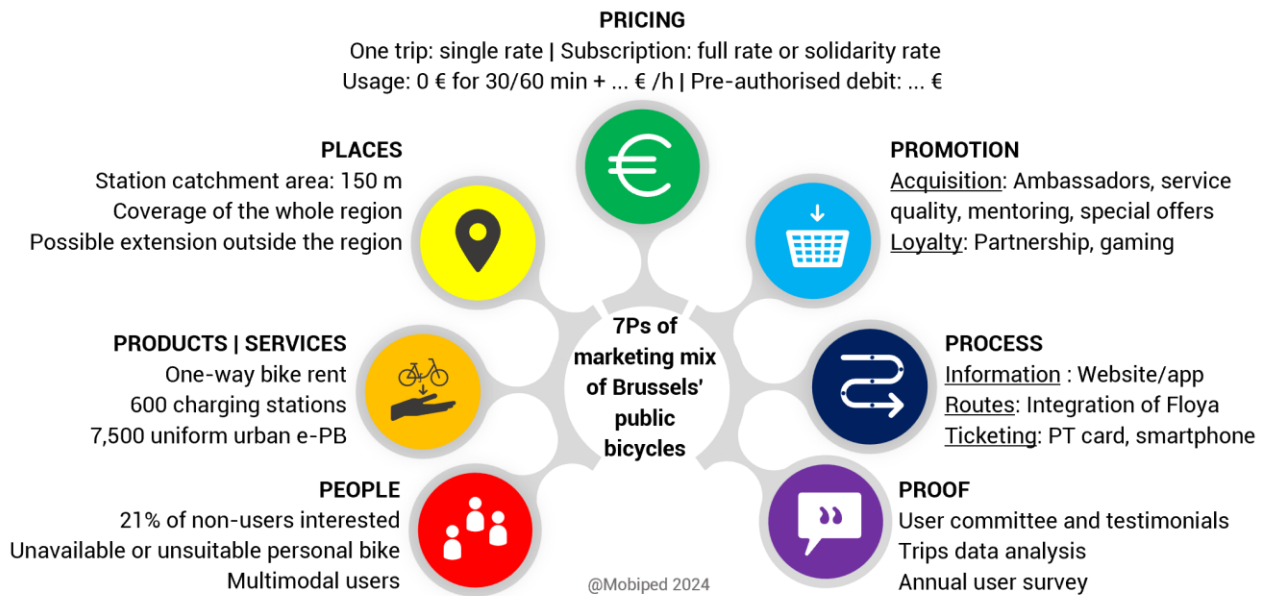 PRICING
One trip: single rate | Subscription: full rate or solidarity rate
Usage: 0 € for 30/60 min + ... € /h | Pre-authorised debit: ... €
PLACES
Station catchment area: 150 m
Coverage of the whole region
Possible extension outside the region
PROMOTION
Acquisition: Ambassadors, service
quality, mentoring, special offers
Loyalty: Partnership, gaming
PRODUCTS | SERVICES
One-way bike rent
600 charging stations
7,500 uniform urban e-PB
7Ps of
marketing mix
of Brussels'
public
bicycles
PROCESS
Information : Website/app
Routes: Integration of Floya
Ticketing: PT card, smartphone
PEOPLE
21% of non-users interested
Unavailable or unsuitable personal bike
Multimodal users
PROOF
User committee and testimonials
Trips data analysis
Annual user survey
@Mobiped 2024